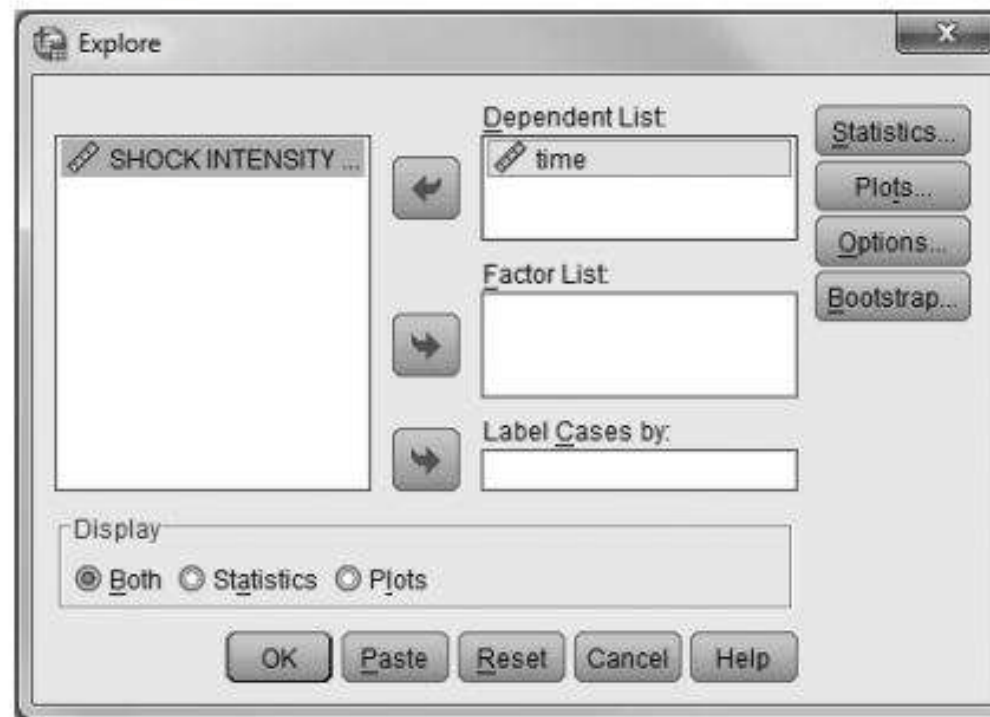 Explore
SHOCK INTENSITY ...
Dependent List:
time
Factor List:
Label Cases by:
Statistics...
Plots...
Options...
Bootstrap...
Display
Both
Statistics
Plots
OK
Paste
Reset
Cancel
Help